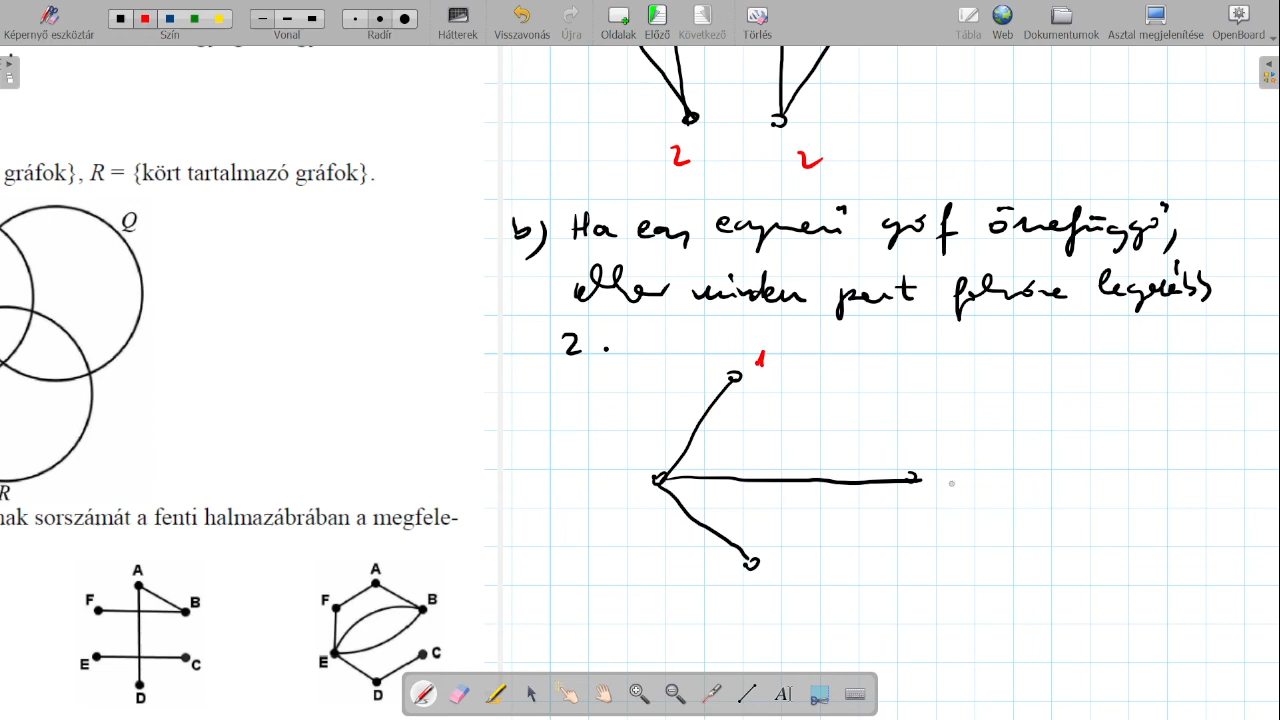 Képernyő eszköztár Szín Vonal Radír Hátterek Visszavonás Újra Oldalak Előző Következő Törlés Tábla Web Dokumentumok Asztal megjelenítése OpenBoard
gráfok}, R = {kört tartalmazó gráfok}.
Q
R
nak sorszámát a fenti halmazábrában a megfele-
A
F B
E C
D
A
F B
E C
D
2 2
b) Ha egy egyszerű gráf összefüggő,
akkor minden pont fokszáma legalább
2.
1